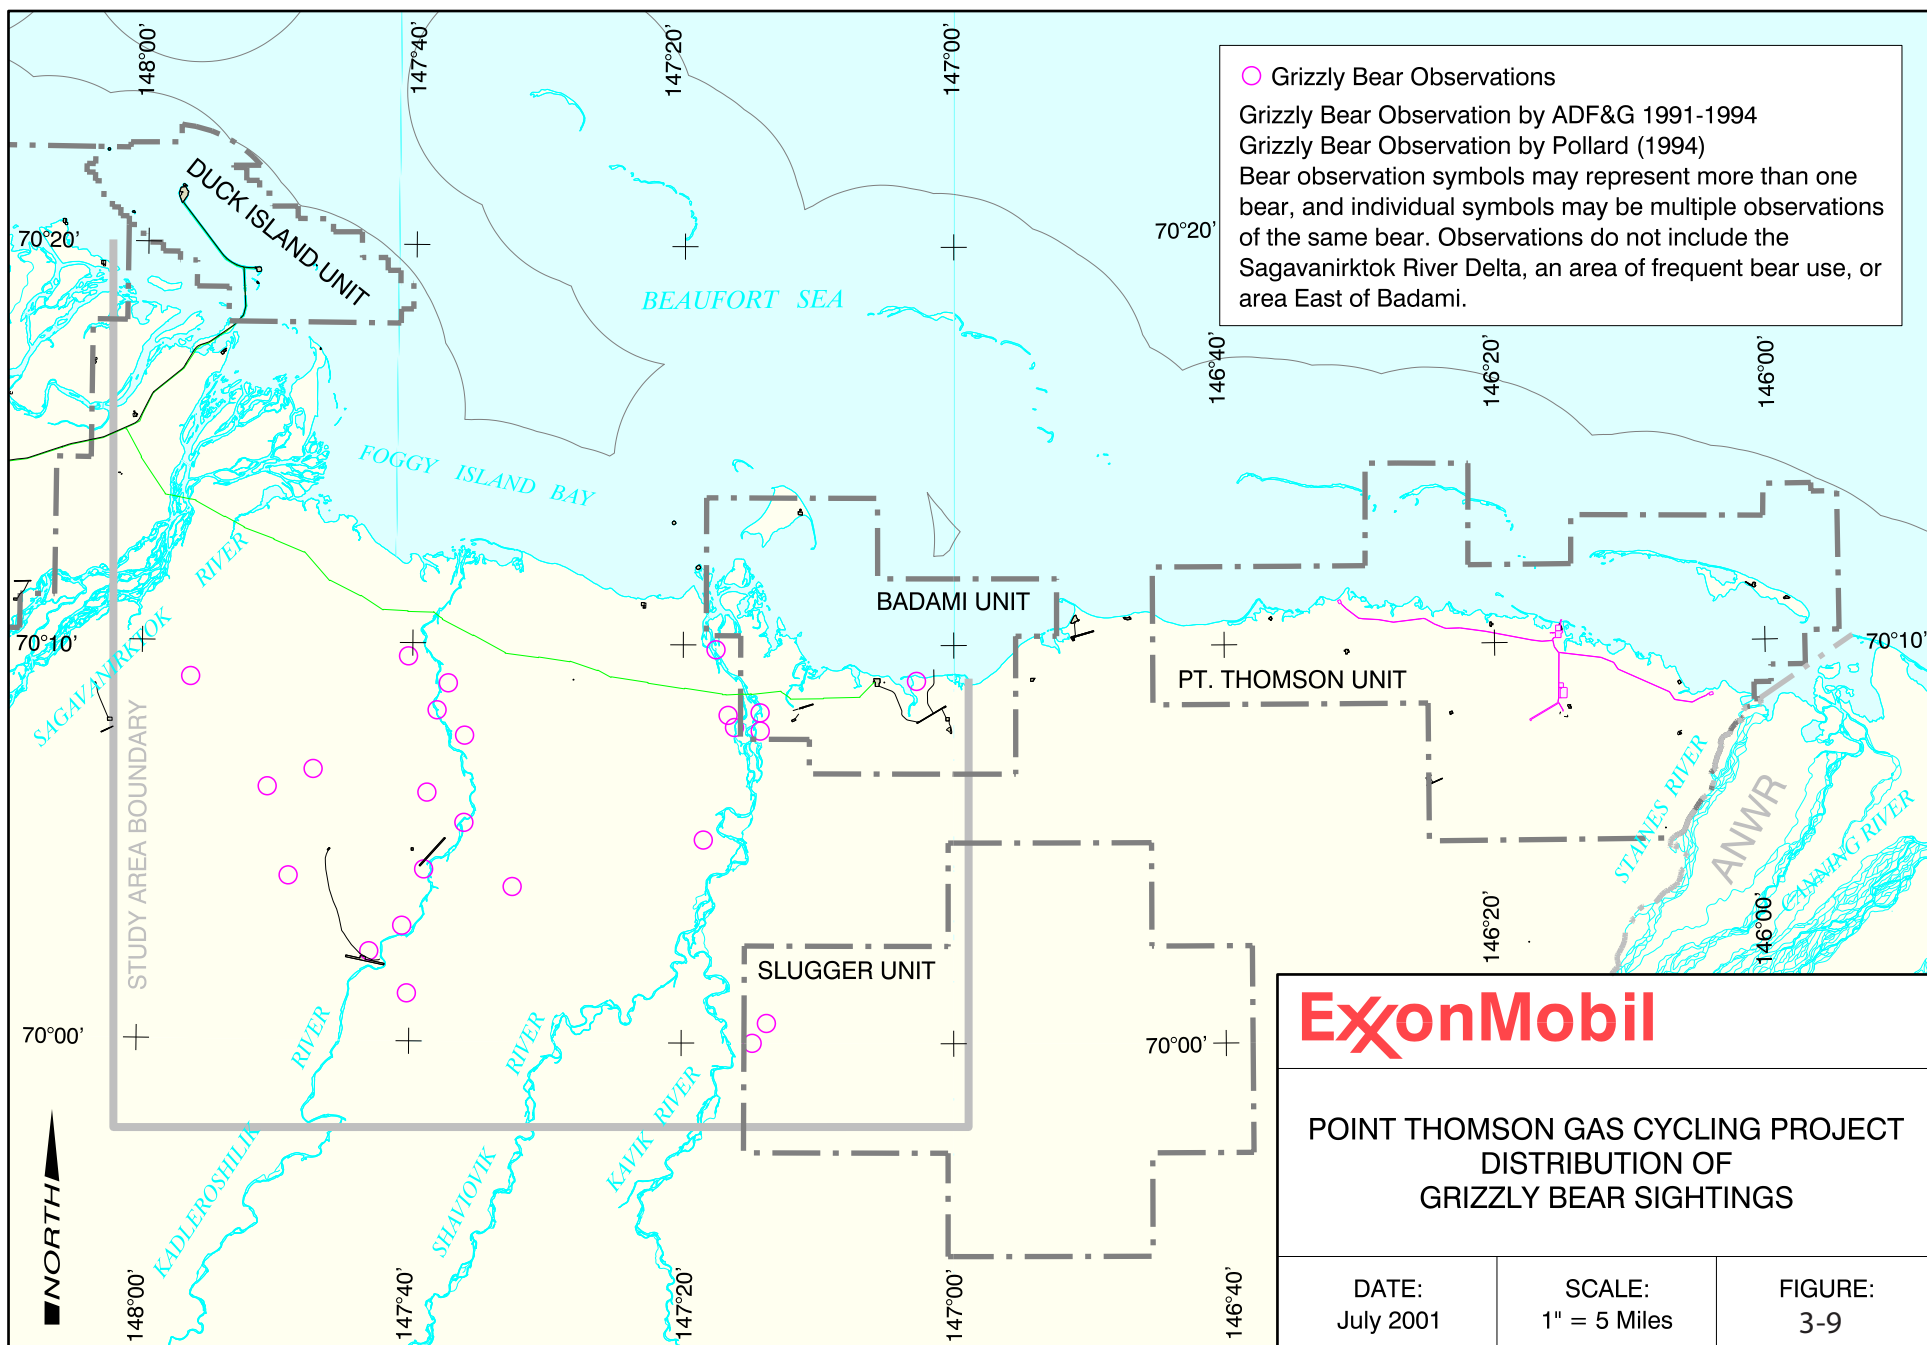 148°00'
147°40'
147°20'
147°00'
Grizzly Bear Observations
Grizzly Bear Observation by ADF&G 1991-1994
Grizzly Bear Observation by Pollard (1994)
Bear observation symbols may represent more than one
bear, and individual symbols may be multiple observations
of the same bear. Observations do not include the
Sagavanirktok River Delta, an area of frequent bear use, or
area East of Badami.
DUCK ISLAND UNIT
70°20'
70°20'
BEAUFORT SEA
146°40'
146°20'
146°00'
FOGGY ISLAND BAY
SAGAVANIRKTOK RIVER
BADAMI UNIT
70°10'
70°10'
PT. THOMSON UNIT
STUDY AREA BOUNDARY
STAINES RIVER
ANWR
CANNING RIVER
146°20'
146°00'
SLUGGER UNIT
70°00'
70°00'
KADLEROSHILIK RIVER
SHAVIOVIK RIVER
KAVIK RIVER
NORTH
148°00'
147°40'
147°20'
147°00'
146°40'
ExxonMobil
POINT THOMSON GAS CYCLING PROJECT
DISTRIBUTION OF
GRIZZLY BEAR SIGHTINGS
DATE:
July 2001
SCALE:
1" = 5 Miles
FIGURE:
3-9